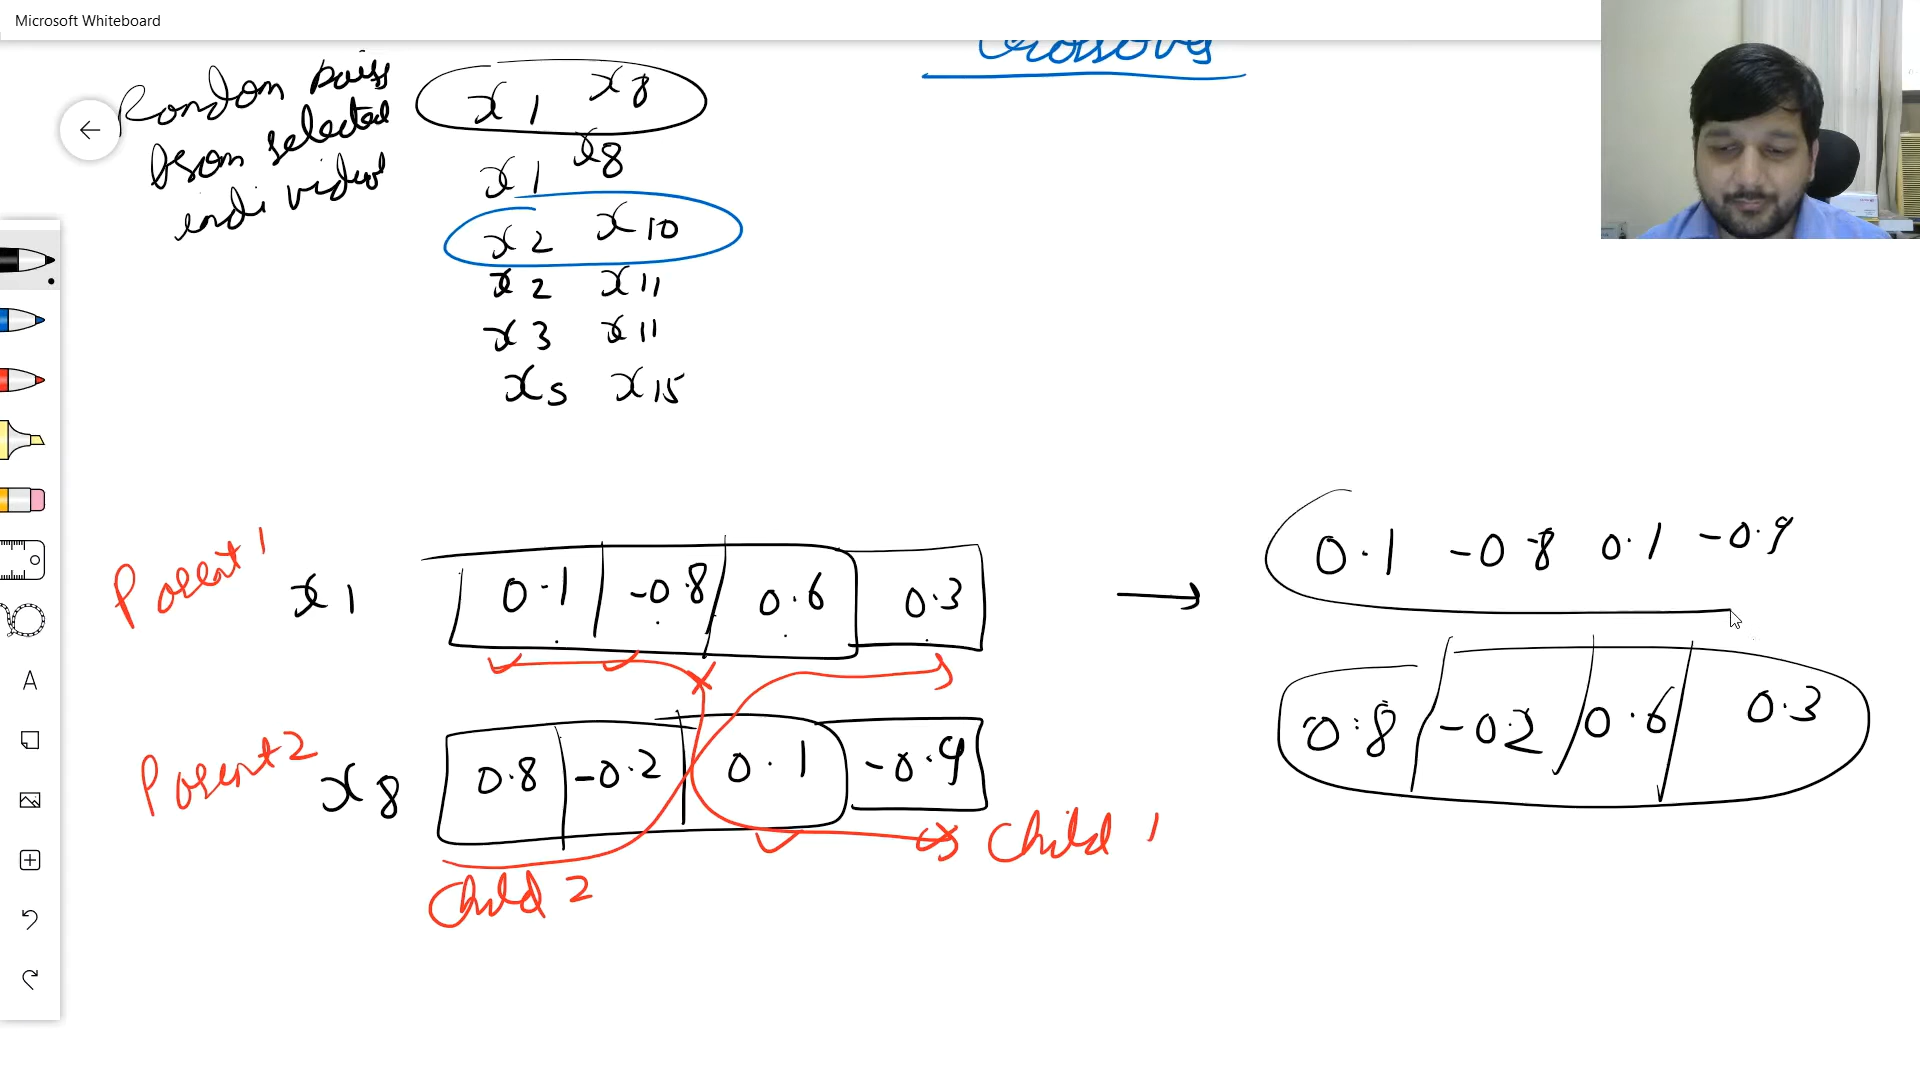 Microsoft Whiteboard
Crossover
Random pairs
from selected
individual
x1 x8
x1 x8
x2 x10
x2 x11
x3 x11
x5 x15
Parent 1
x1 0.1 -0.8 0.6 0.3
0.1 -0.8 0.1 -0.9
Parent 2
x8 0.8 -0.2 0.1 -0.9
0.8 -0.2 0.6 0.3
Child 1
Child 2
A